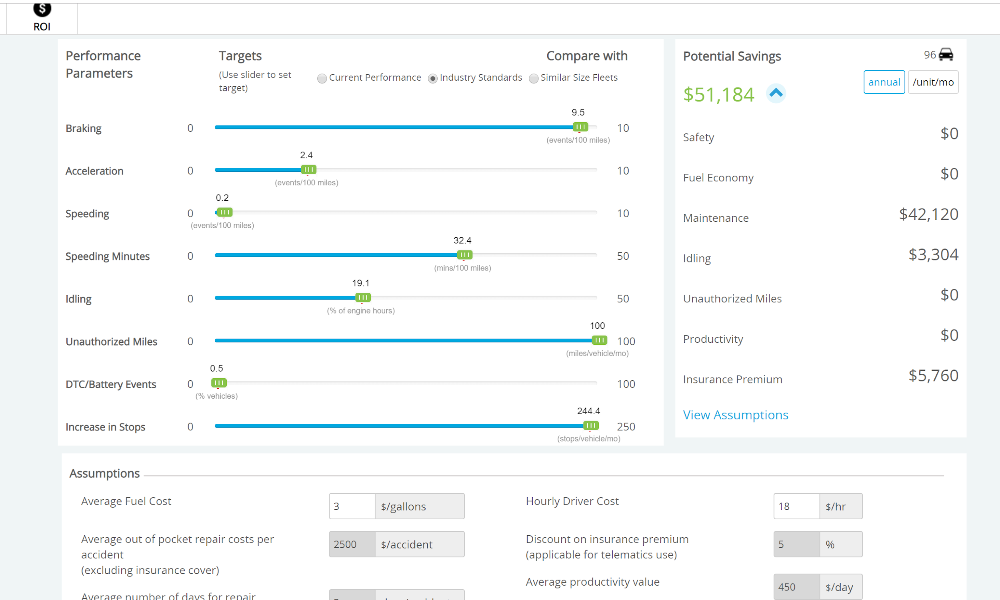 $
ROI
Performance
Parameters
Targets
(Use slider to set
target)
Compare with
Current Performance
Industry Standards
Similar Size Fleets
Braking
0
9.5
10
(events/100 miles)
Acceleration
0
2.4
10
(events/100 miles)
Speeding
0
0.2
10
(events/100 miles)
Speeding Minutes
0
32.4
50
(mins/100 miles)
Idling
0
19.1
50
(% of engine hours)
Unauthorized Miles
0
100
100
(miles/vehicle/mo)
DTC/Battery Events
0
0.5
100
(% vehicles)
Increase in Stops
0
244.4
250
(stops/vehicle/mo)
Potential Savings
96
annual
/unit/mo
$51,184
Safety $0
Fuel Economy $0
Maintenance $42,120
Idling $3,304
Unauthorized Miles $0
Productivity $0
Insurance Premium $5,760
View Assumptions
Assumptions
Average Fuel Cost
3 $/gallons
Average out of pocket repair costs per
accident
(excluding insurance cover)
2500 $/accident
Average number of days for repair
Hourly Driver Cost
18 $/hr
Discount on insurance premium
(applicable for telematics use)
5 %
Average productivity value
450 $/day